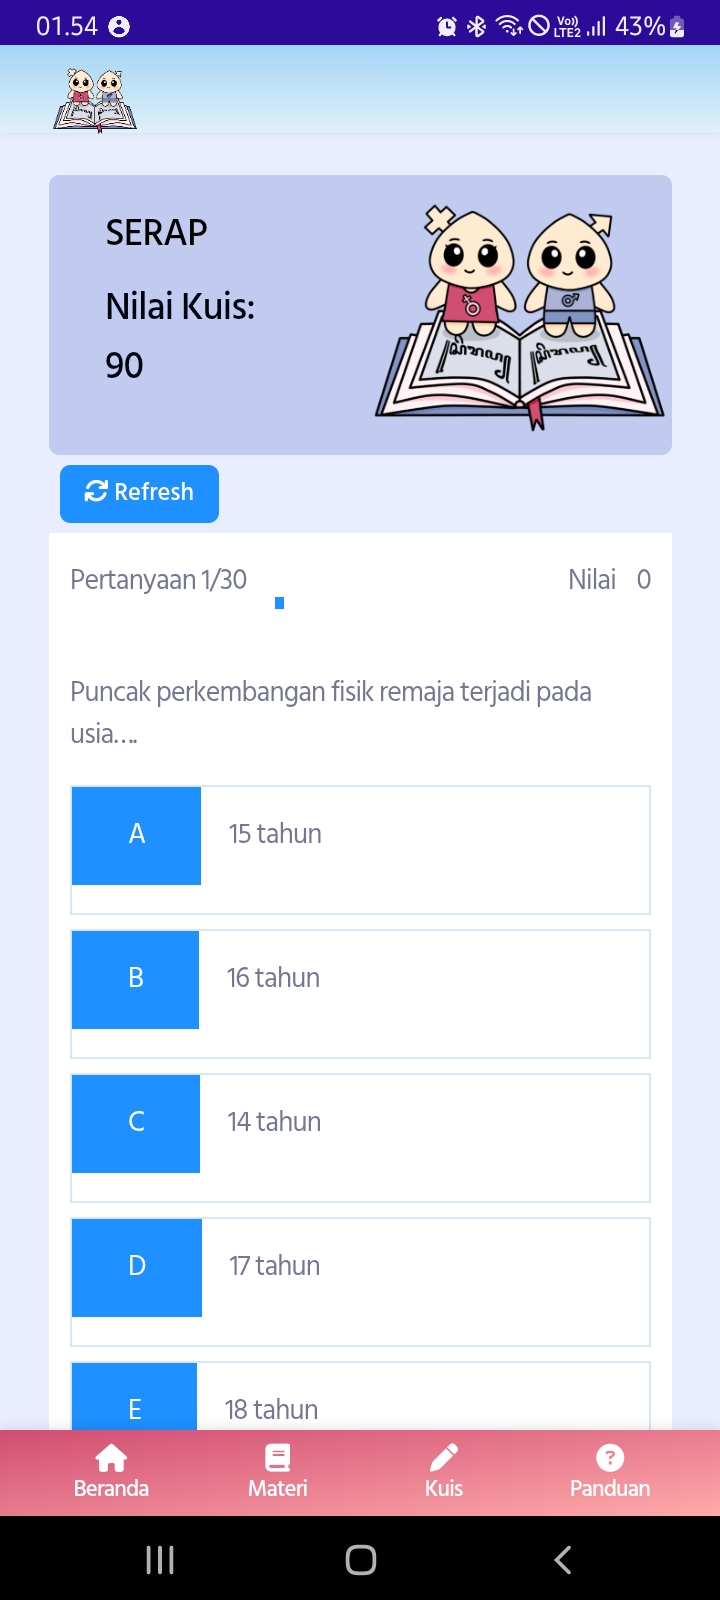 01.54
Vo)) LTE2 43%
SERAP
Nilai Kuis:
90
Refresh
Pertanyaan 1/30 Nilai 0
Puncak perkembangan fisik remaja terjadi pada
usia....
A 15 tahun
B 16 tahun
C 14 tahun
D 17 tahun
E 18 tahun
Beranda Materi Kuis Panduan